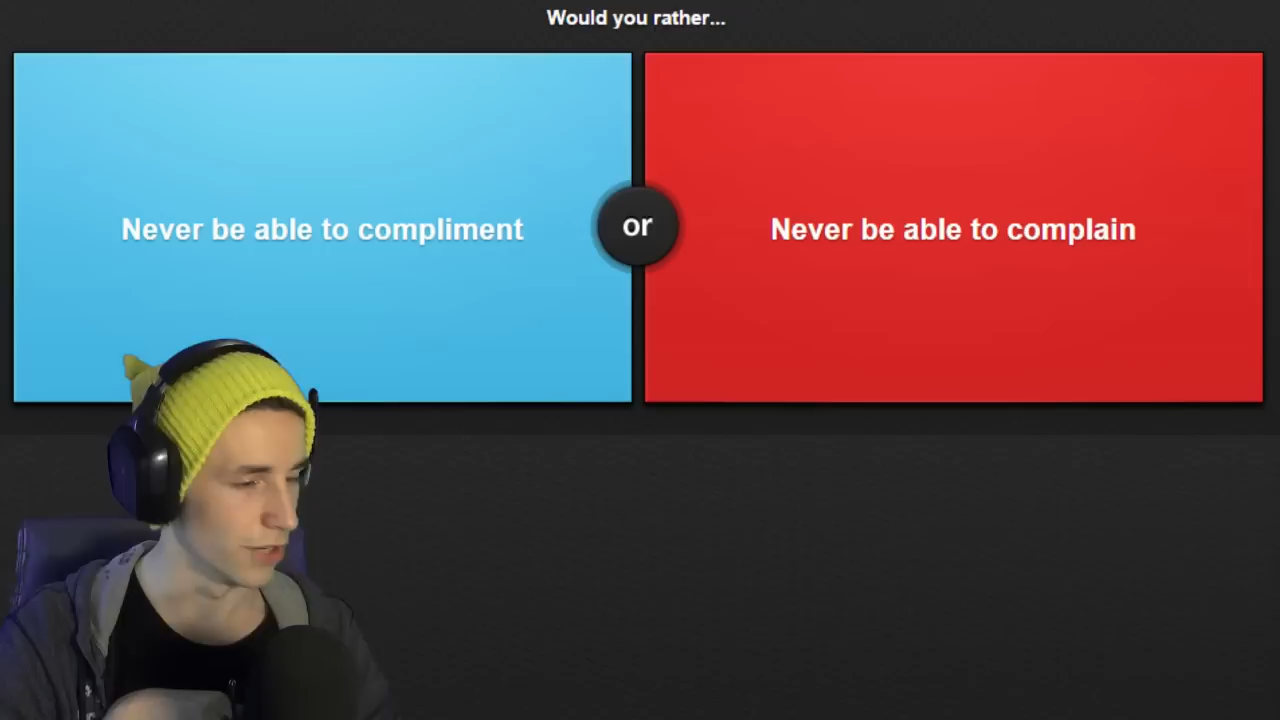 Would you rather...
Never be able to compliment
or
Never be able to complain